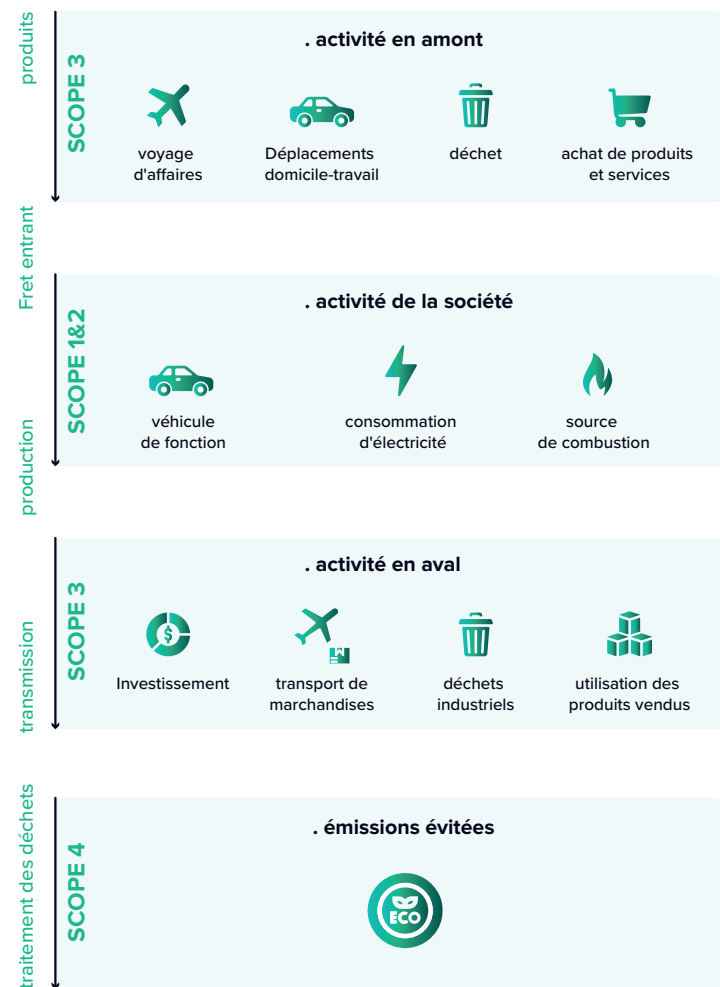 produits
SCOPE 3
. activité en amont
voyage
d'affaires
Déplacements
domicile-travail
déchet
achat de produits
et services
Fret entrant
SCOPE 1&2
. activité de la société
véhicule
de fonction
consommation
d'électricité
source
de combustion
production
SCOPE 3
. activité en aval
$
Investissement
transport de
marchandises
déchets
industriels
utilisation des
produits vendus
transmission
SCOPE 4
. émissions évitées
ECO
traitement des déchets